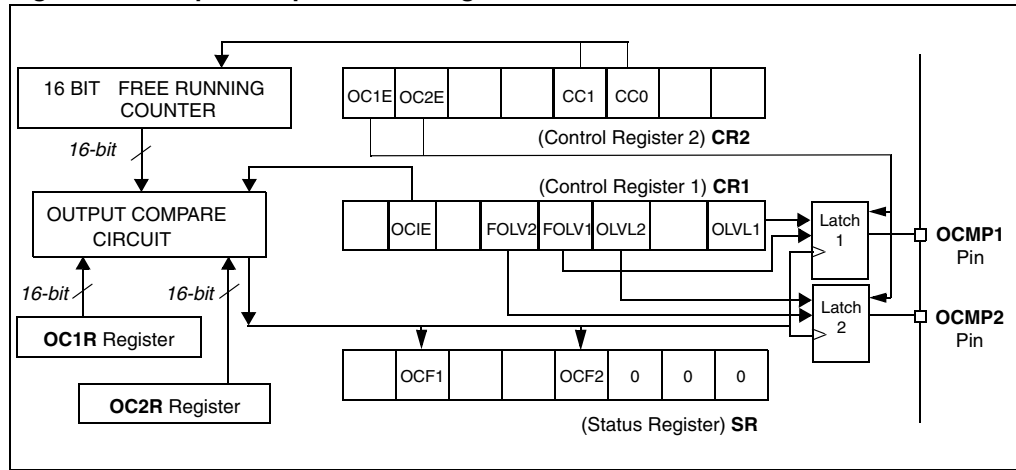 16 BIT FREE RUNNING
COUNTER
OC1E OC2E CC1 CC0
(Control Register 2) CR2
16-bit
(Control Register 1) CR1
OUTPUT COMPARE
CIRCUIT
OCIE FOLV2 FOLV1 OLVL2 OLVL1
Latch
1
OCMP1
Pin
16-bit
16-bit
Latch
2
OCMP2
Pin
OC1R Register
OCF1 OCF2 0 0 0
OC2R Register
(Status Register) SR